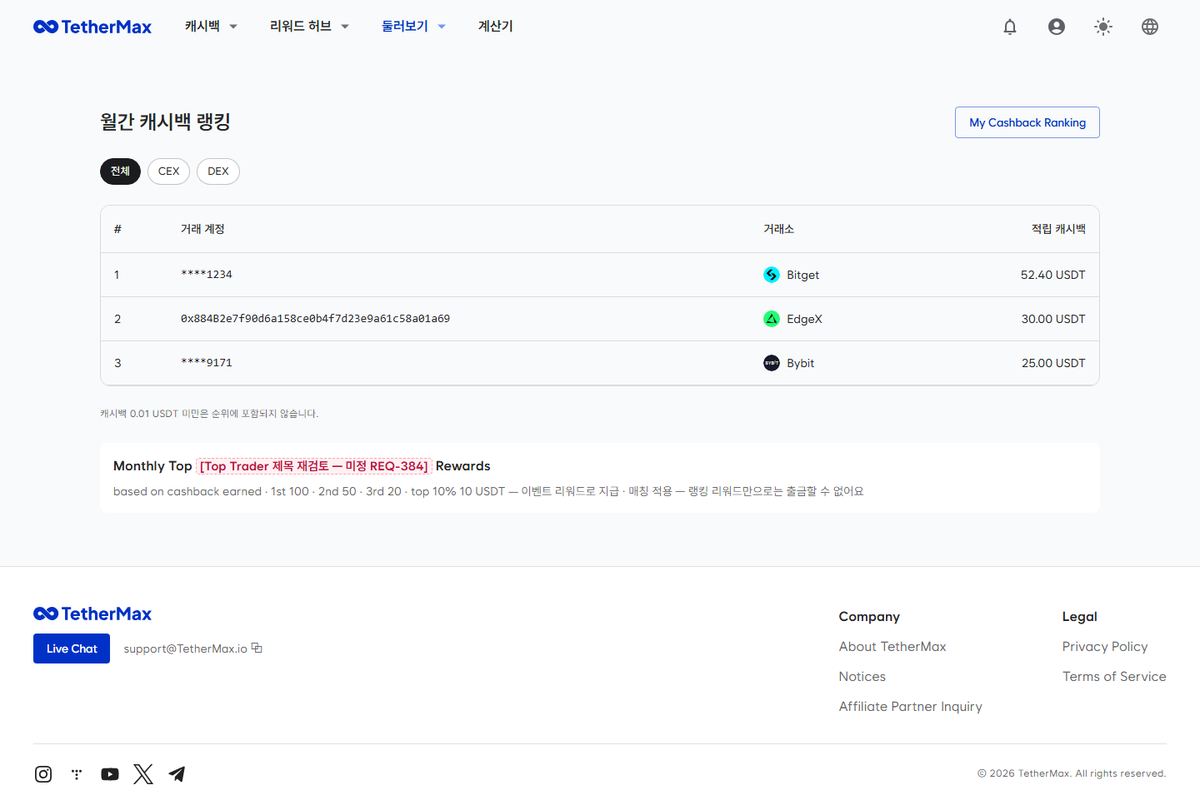 TetherMax 캐시백 리워드 허브 둘러보기 계산기
월간 캐시백 랭킹 My Cashback Ranking
전체 CEX DEX
# 거래 계정 거래소 적립 캐시백
1 ****1234 Bitget 52.40 USDT
2 0x884B2e7f90d6a158ce0b4f7d23e9a61c58a01a69 EdgeX 30.00 USDT
3 ****9171 Bybit 25.00 USDT
캐시백 0.01 USDT 미만은 순위에 포함되지 않습니다.
Monthly Top [Top Trader 제목 재검토 — 미정 REQ-384] Rewards
based on cashback earned · 1st 100 · 2nd 50 · 3rd 20 · top 10% 10 USDT — 이벤트 리워드로 지급 · 매칭 적용 — 랭킹 리워드만으로는 출금할 수 없어요
TetherMax
Live Chat support@TetherMax.io
Company
About TetherMax
Notices
Affiliate Partner Inquiry
Legal
Privacy Policy
Terms of Service
© 2026 TetherMax. All rights reserved.